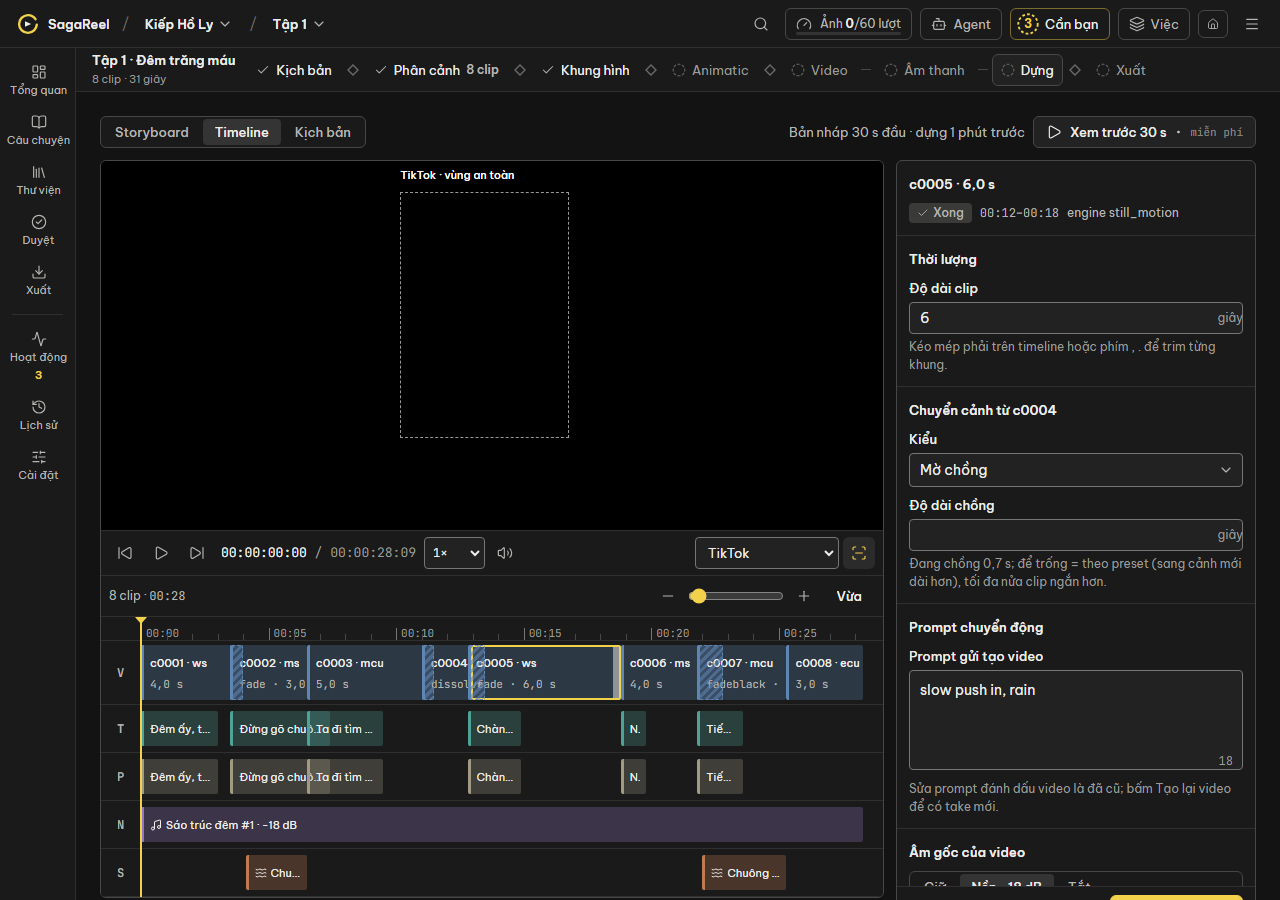 SagaReel / Kiếp Hồ Ly / Tập 1
Ảnh 0/60 lượt
Agent
3 Cần bạn
Việc
Tập 1 · Đêm trăng máu
8 clip · 31 giây
Kịch bản
Phân cảnh 8 clip
Khung hình
Animatic
Video
Âm thanh
Dựng
Xuất
Tổng quan
Câu chuyện
Thư viện
Duyệt
Xuất
Hoạt động
3
Lịch sử
Cài đặt
Storyboard
Timeline
Kịch bản
Bản nháp 30 s đầu · dựng 1 phút trước
Xem trước 30 s · miễn phí
TikTok · vùng an toàn
00:00:00:00 / 00:00:28:09
1×
TikTok
8 clip · 00:28
Vừa
00:00
00:05
00:10
00:15
00:20
00:25
V
c0001 · ws
4,0 s
c0002 · ms
fade · 3,0
c0003 · mcu
5,0 s
c0004
dissol
c0005 · ws
fade · 6,0 s
c0006 · ms
4,0 s
c0007 · mcu
fadeblack ·
c0008 · ecu
3,0 s
T
Đêm ấy, t...
Đừng gõ chu
Ta đi tìm ...
Chàn...
N.
Tiế...
P
Đêm ấy, t...
Đừng gõ chu
Ta đi tìm ...
Chàn...
N.
Tiế...
N
Sáo trúc đêm #1 · -18 dB
S
Chu...
Chuông ...
c0005 · 6,0 s
Xong
00:12–00:18
engine still_motion
Thời lượng
Độ dài clip
6
giây
Kéo mép phải trên timeline hoặc phím , . để trim từng
khung.
Chuyển cảnh từ c0004
Kiểu
Mờ chồng
Độ dài chồng
giây
Đang chồng 0,7 s; để trống = theo preset (sang cảnh mới
dài hơn), tối đa nửa clip ngắn hơn.
Prompt chuyển động
Prompt gửi tạo video
slow push in, rain
18
Sửa prompt đánh dấu video là đã cũ; bấm Tạo lại video
để có take mới.
Âm gốc của video
Giữ
Nền · -18 dB
Tắt